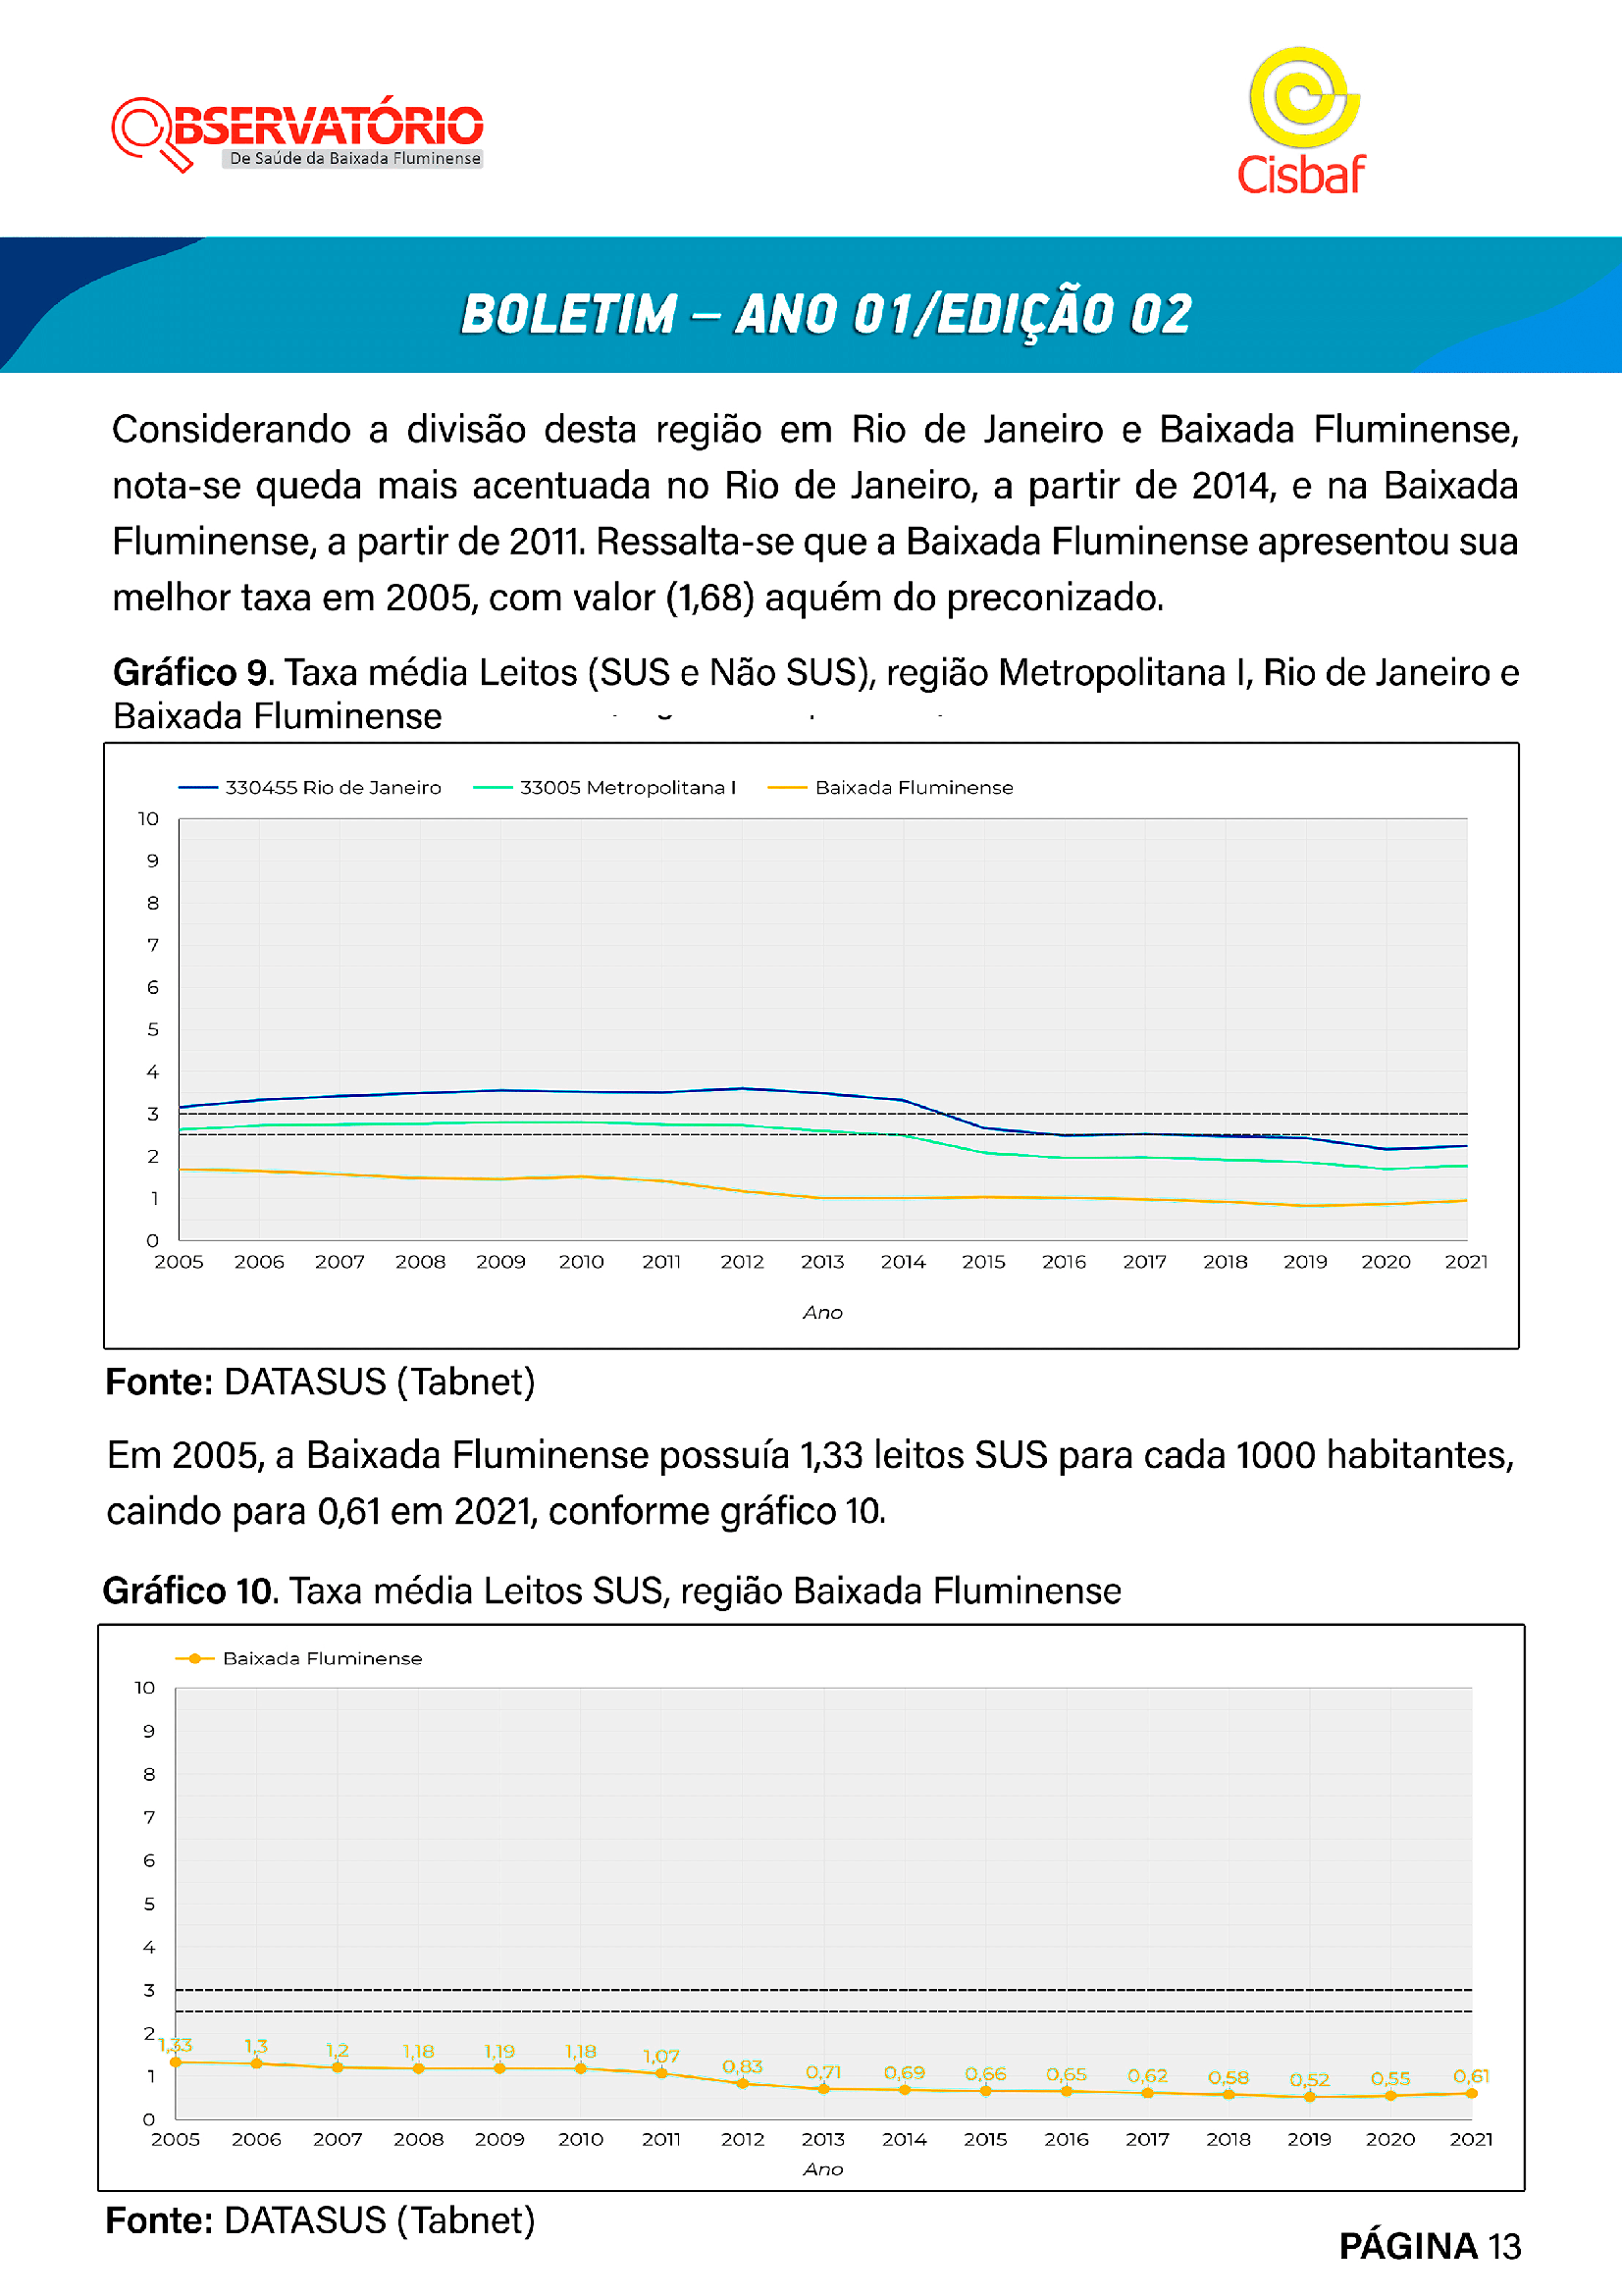 OBSERVATÓRIO
De Saúde da Baixada Fluminense
Cisbaf
BOLETIM – ANO 01/EDIÇÃO 02
Considerando a divisão desta região em Rio de Janeiro e Baixada Fluminense,
nota-se queda mais acentuada no Rio de Janeiro, a partir de 2014, e na Baixada
Fluminense, a partir de 2011. Ressalta-se que a Baixada Fluminense apresentou sua
melhor taxa em 2005, com valor (1,68) aquém do preconizado.
Gráfico 9. Taxa média Leitos (SUS e Não SUS), região Metropolitana I, Rio de Janeiro e
Baixada Fluminense
330455 Rio de Janeiro 33005 Metropolitana I Baixada Fluminense
10
9
8
7
6
5
4
3
2
1
0
2005 2006 2007 2008 2009 2010 2011 2012 2013 2014 2015 2016 2017 2018 2019 2020 2021
Ano
Fonte: DATASUS (Tabnet)
Em 2005, a Baixada Fluminense possuía 1,33 leitos SUS para cada 1000 habitantes,
caindo para 0,61 em 2021, conforme gráfico 10.
Gráfico 10. Taxa média Leitos SUS, região Baixada Fluminense
Baixada Fluminense
10
9
8
7
6
5
4
3
2
1
0
1,33 1,3 1,2 1,18 1,19 1,18 1,07 0,83 0,71 0,69 0,66 0,65 0,62 0,58 0,52 0,55 0,61
2005 2006 2007 2008 2009 2010 2011 2012 2013 2014 2015 2016 2017 2018 2019 2020 2021
Ano
Fonte: DATASUS (Tabnet)
PÁGINA 13